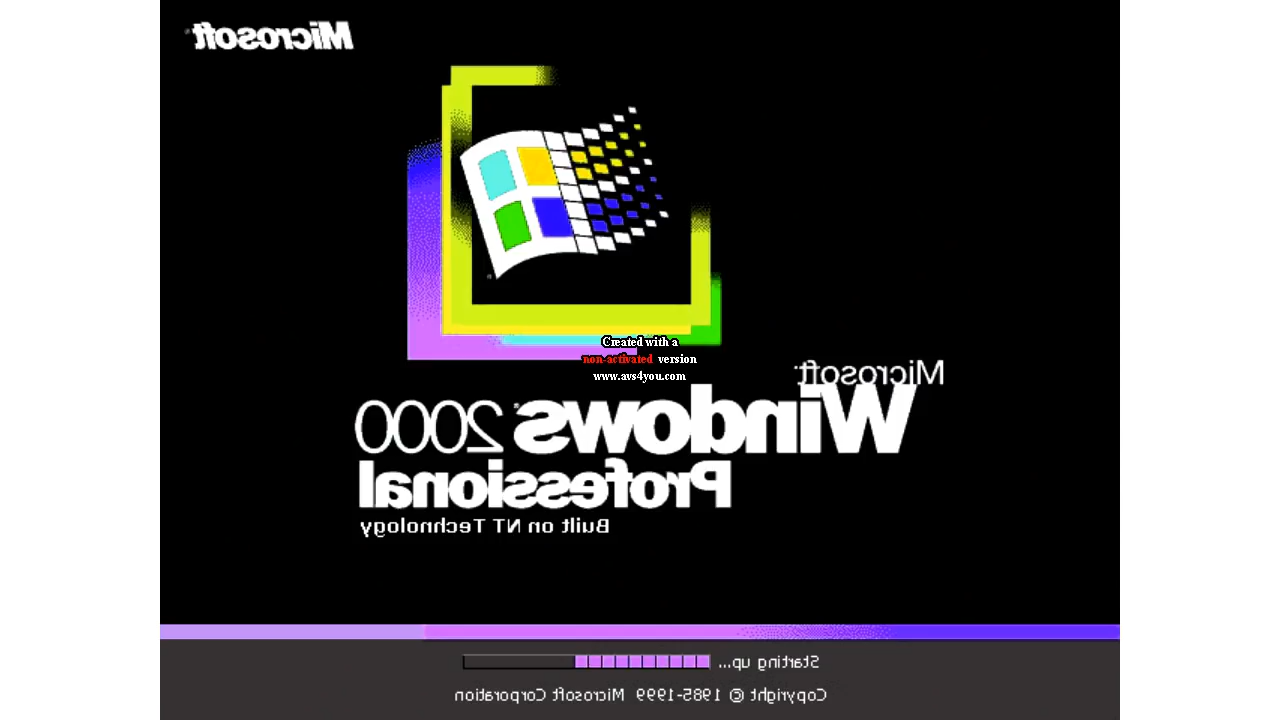 Microsoft
Created with a
non-activated version
www.avs4you.com
Microsoft
Windows 2000
Professional
Built on NT Technology
Starting up...
Copyright © 1985-1999 Microsoft Corporation